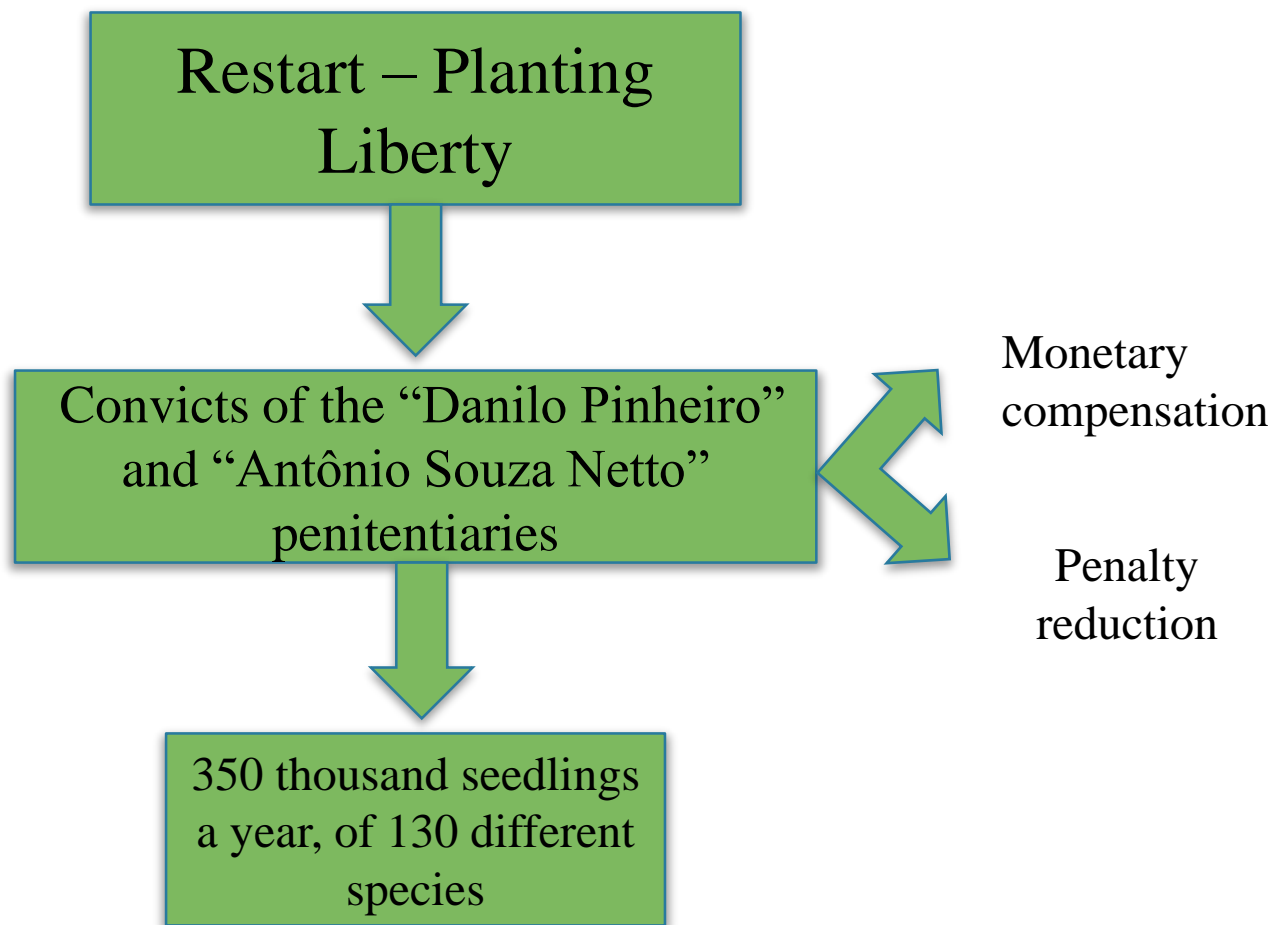 Restart – Planting
Liberty
Convicts of the “Danilo Pinheiro”
and “Antônio Souza Netto”
penitentiaries
Monetary
compensation
Penalty
reduction
350 thousand seedlings
a year, of 130 different
species